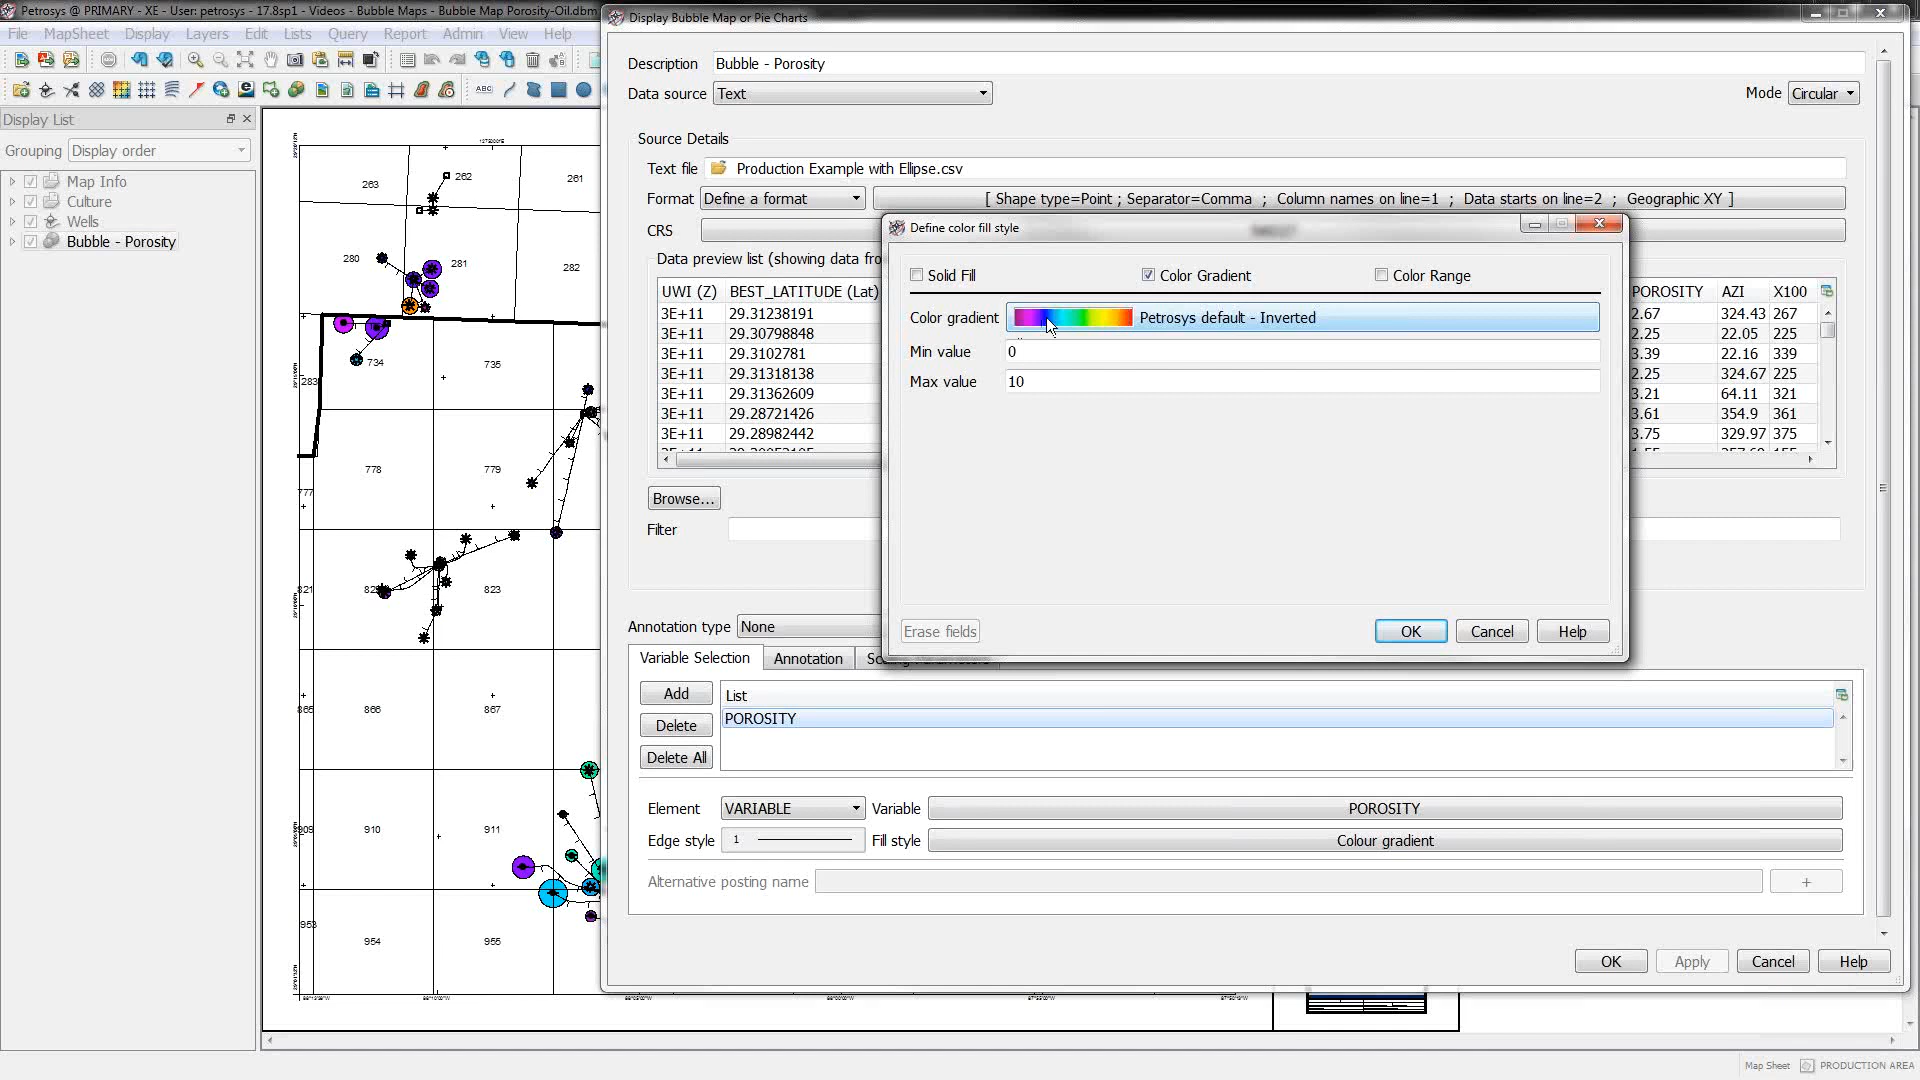 Petrosys @ PRIMARY - XE - User: petrosys - 17.8sp1 - Videos - Bubble Maps - Bubble Map Porosity-Oil.dbm
File MapSheet Display Layers Edit Lists Query Report Admin View Help
Display List
Grouping Display order
Map Info
Culture
Wells
Bubble - Porosity
263 262 261
280 281 282
734 735
283
778 779
777
821 823
865 866 867
909 910 911
953 954 955
Display Bubble Map or Pie Charts
Description Bubble - Porosity
Data source Text Mode Circular
Source Details
Text file Production Example with Ellipse.csv
Format Define a format [ Shape type=Point ; Separator=Comma ; Column names on line=1 ; Data starts on line=2 ; Geographic XY ]
CRS
Data preview list (showing data fro
UWI (Z) BEST_LATITUDE (Lat) POROSITY AZI X100
3E+11 29.31238191 2.67 324.43 267
3E+11 29.30798848 2.25 22.05 225
3E+11 29.3102781 3.39 22.16 339
3E+11 29.31318138 2.25 324.67 225
3E+11 29.31362609 3.21 64.11 321
3E+11 29.28721426 3.61 354.9 361
3E+11 29.28982442 3.75 329.97 375
Browse...
Filter
Define color fill style
Solid Fill Color Gradient Color Range
Color gradient Petrosys default - Inverted
Min value 0
Max value 10
Erase fields OK Cancel Help
Annotation type None
Variable Selection Annotation
Add List
POROSITY
Delete
Delete All
Element VARIABLE Variable POROSITY
Edge style 1 Fill style Colour gradient
Alternative posting name +
OK Apply Cancel Help
Map Sheet PRODUCTION AREA